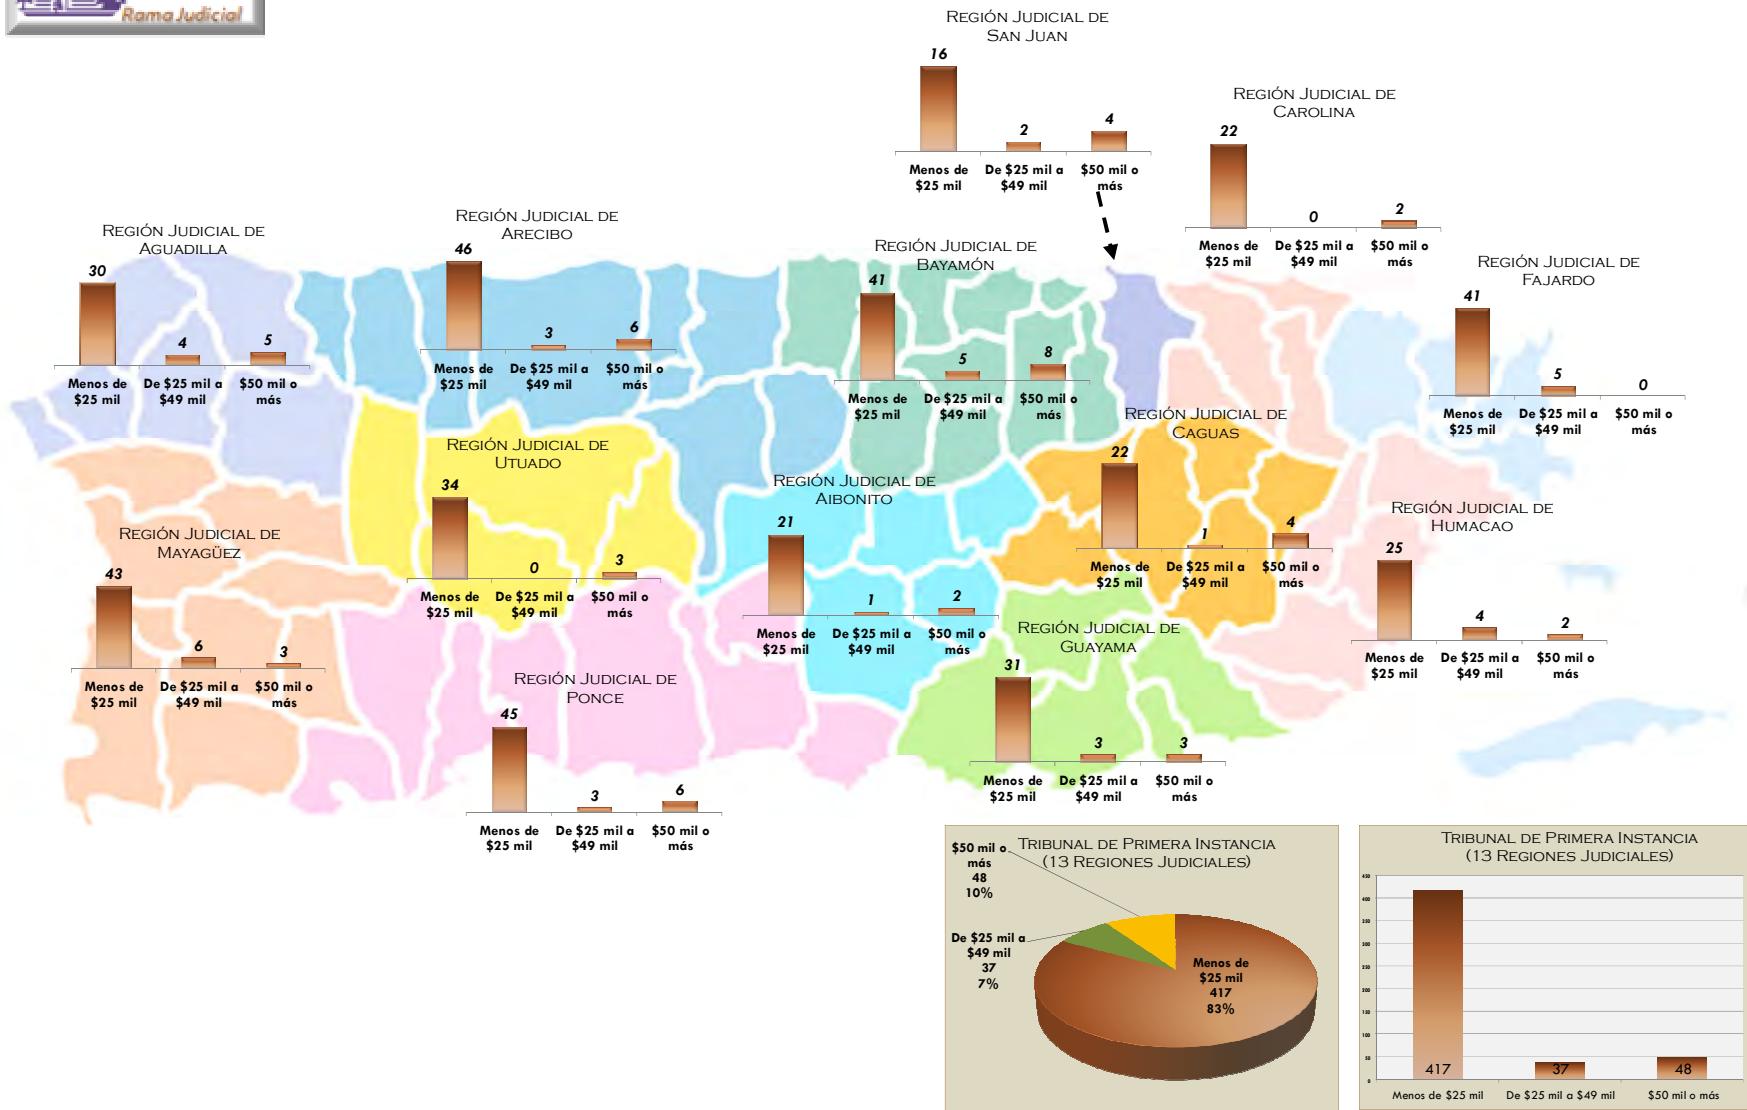 Rama Judicial
Región Judicial de
San Juan
16
2
4
Menos de
$25 mil
De $25 mil a
$49 mil
$50 mil o
más
Región Judicial de
Carolina
22
0
2
Menos de
$25 mil
De $25 mil a
$49 mil
$50 mil o
más
Región Judicial de
Aguadilla
30
4
5
Menos de
$25 mil
De $25 mil a
$49 mil
$50 mil o
más
Región Judicial de
Arecibo
46
3
6
Menos de
$25 mil
De $25 mil a
$49 mil
$50 mil o
más
Región Judicial de
Bayamón
41
5
8
Menos de
$25 mil
De $25 mil a
$49 mil
$50 mil o
más
Región Judicial de
Fajardo
41
5
0
Menos de
$25 mil
De $25 mil a
$49 mil
$50 mil o
más
Región Judicial de
Utuado
34
0
3
Menos de
$25 mil
De $25 mil a
$49 mil
$50 mil o
más
Región Judicial de
Aibonito
21
1
2
Menos de
$25 mil
De $25 mil a
$49 mil
$50 mil o
más
Región Judicial de
Caguas
22
1
4
Menos de
$25 mil
De $25 mil a
$49 mil
$50 mil o
más
Región Judicial de
Humacao
25
4
2
Menos de
$25 mil
De $25 mil a
$49 mil
$50 mil o
más
Región Judicial de
Mayagüez
43
6
3
Menos de
$25 mil
De $25 mil a
$49 mil
$50 mil o
más
Región Judicial de
Ponce
45
3
6
Menos de
$25 mil
De $25 mil a
$49 mil
$50 mil o
más
Región Judicial de
Guayama
31
3
3
Menos de
$25 mil
De $25 mil a
$49 mil
$50 mil o
más
Tribunal de Primera Instancia
(13 Regiones Judiciales)
$50 mil o
más
48
10%
De $25 mil a
$49 mil
37
7%
Menos de
$25 mil
417
83%
Tribunal de Primera Instancia
(13 Regiones Judiciales)
450
400
350
300
250
200
150
100
50
0
417
37
48
Menos de $25 mil
De $25 mil a $49 mil
$50 mil o más